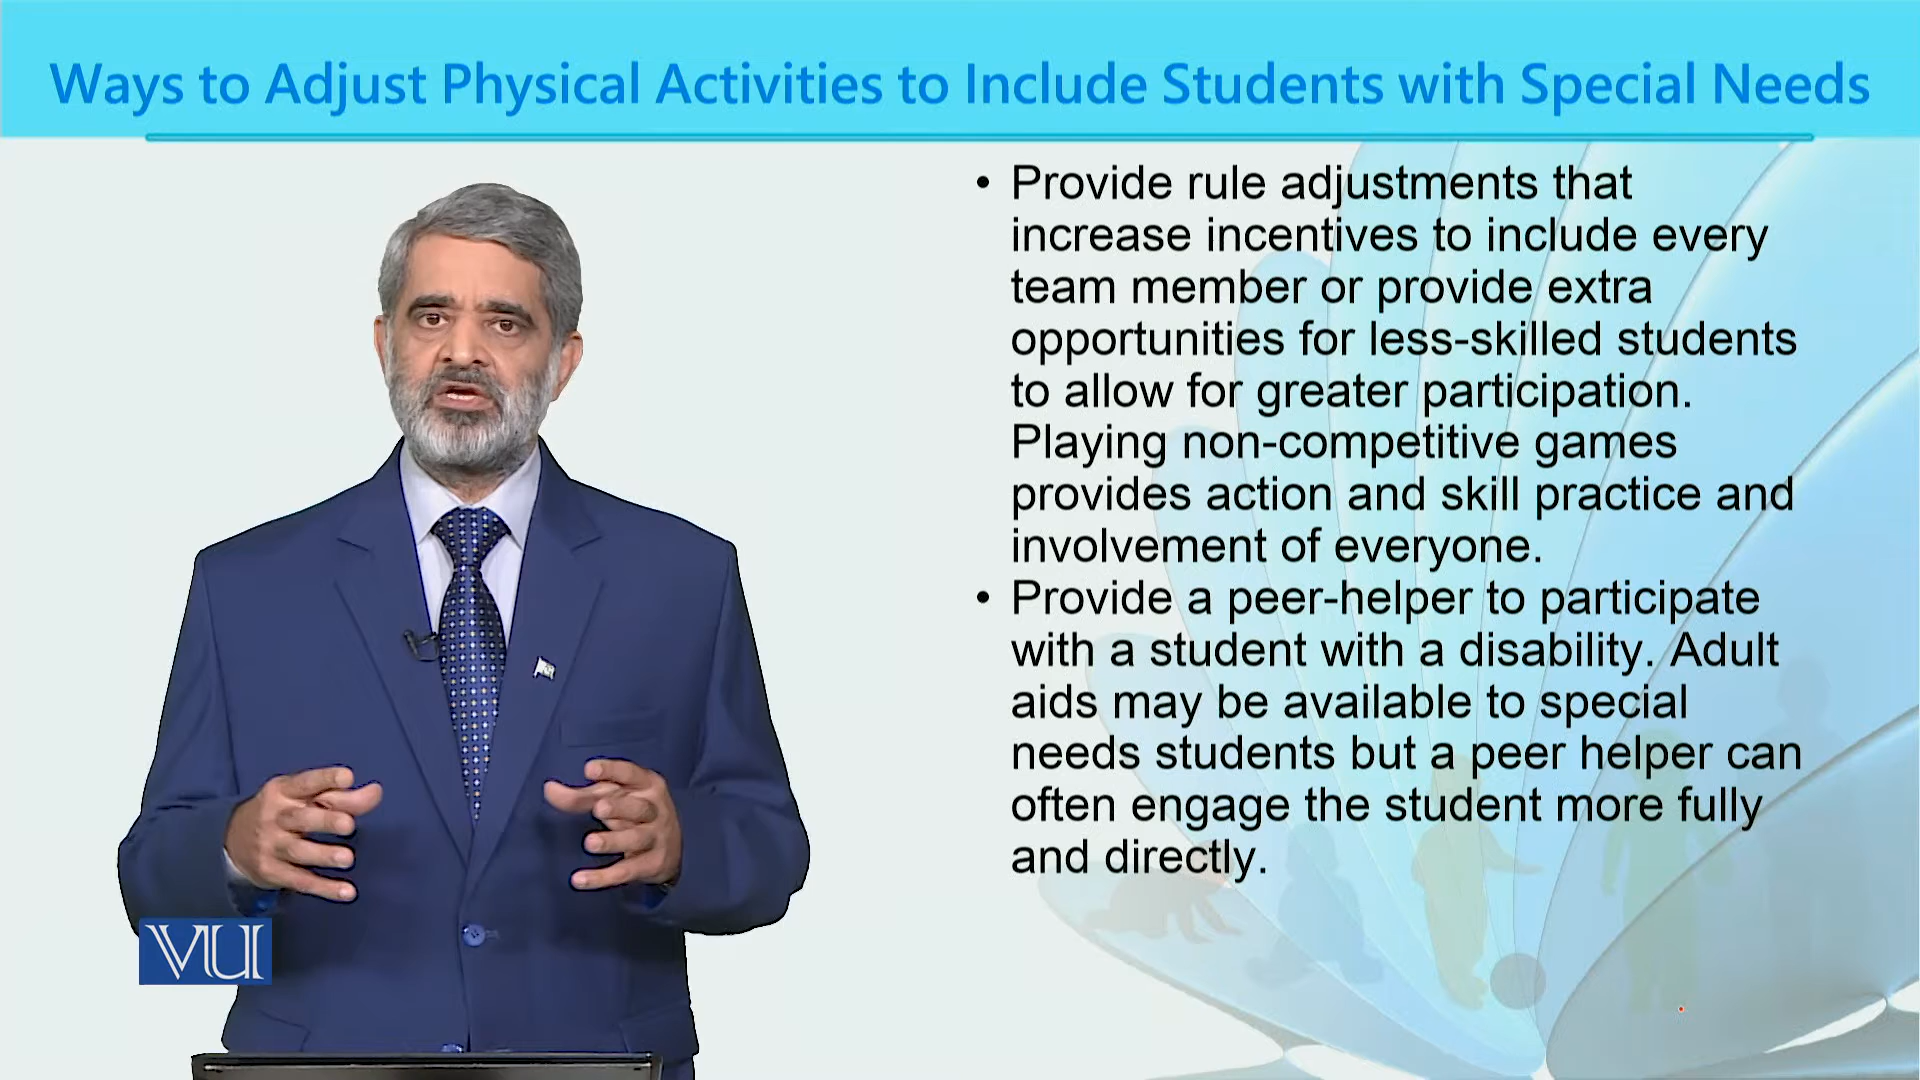 Ways to Adjust Physical Activities to Include Students with Special Needs
• Provide rule adjustments that
increase incentives to include every
team member or provide extra
opportunities for less-skilled students
to allow for greater participation.
Playing non-competitive games
provides action and skill practice and
involvement of everyone.
• Provide a peer-helper to participate
with a student with a disability. Adult
aids may be available to special
needs students but a peer helper can
often engage the student more fully
and directly.
VU